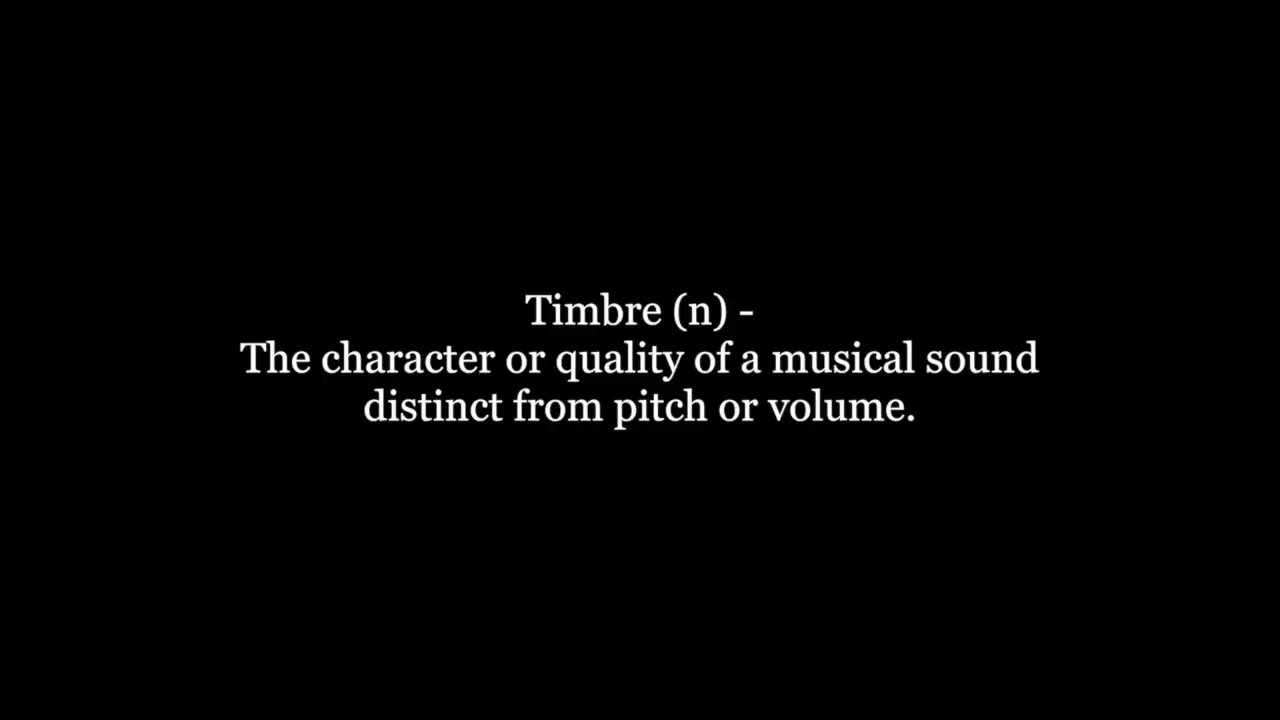 Timbre (n) -
The character or quality of a musical sound
distinct from pitch or volume.